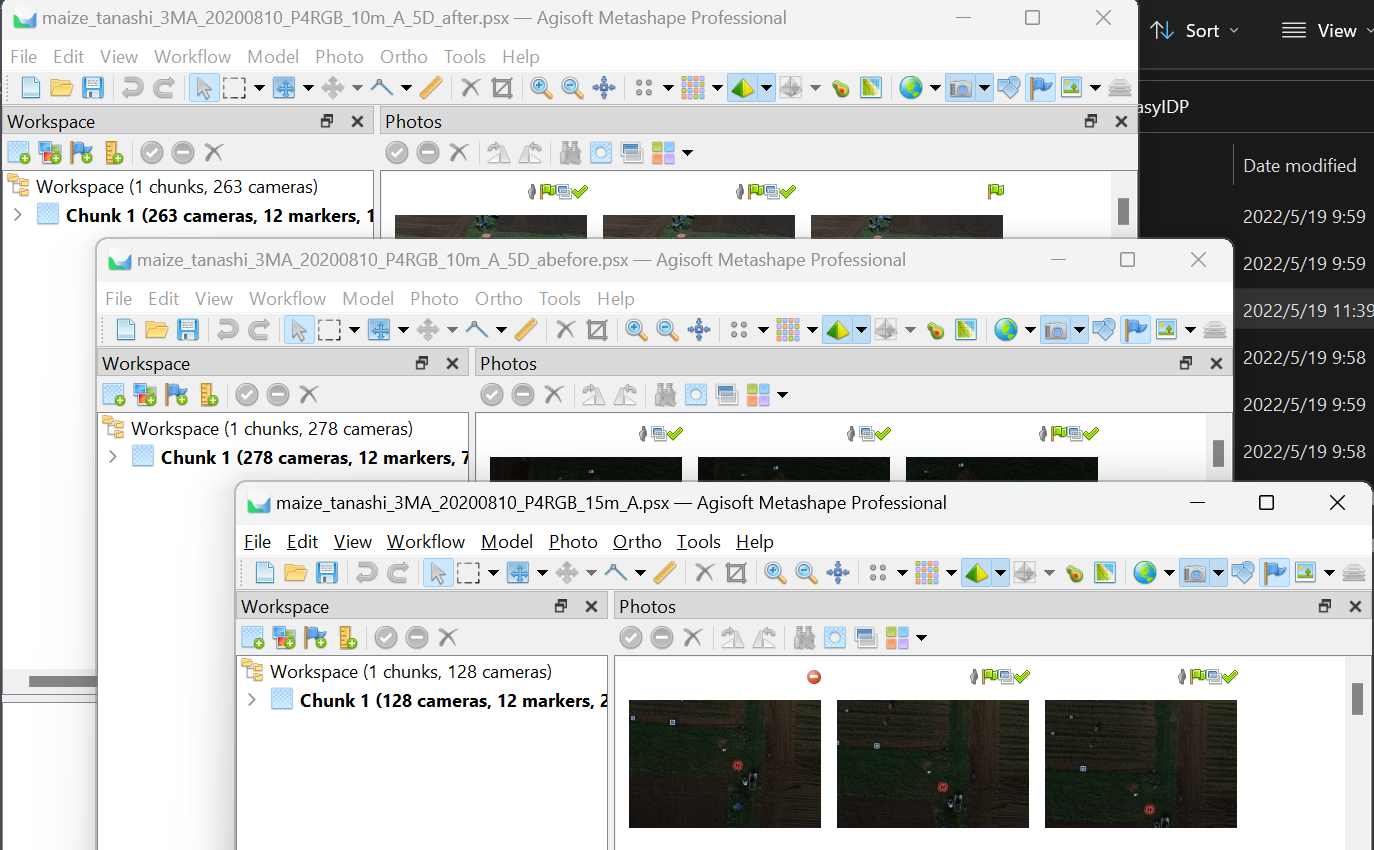 maize_tanashi_3MA_20200810_P4RGB_10m_A_5D_after.psx — Agisoft Metashape Professional
Sort
View
File Edit View Workflow Model Photo Ortho Tools Help
asyIDP
Workspace
Photos
Date modified
Workspace (1 chunks, 263 cameras)
Chunk 1 (263 cameras, 12 markers, 1
2022/5/19 9:59
2022/5/19 9:59
2022/5/19 11:39
2022/5/19 9:58
2022/5/19 9:59
2022/5/19 9:58
maize_tanashi_3MA_20200810_P4RGB_10m_A_5D_abefore.psx — Agisoft Metashape Professional
File Edit View Workflow Model Photo Ortho Tools Help
Workspace
Photos
Workspace (1 chunks, 278 cameras)
Chunk 1 (278 cameras, 12 markers, 7
maize_tanashi_3MA_20200810_P4RGB_15m_A.psx — Agisoft Metashape Professional
File Edit View Workflow Model Photo Ortho Tools Help
Workspace
Photos
Workspace (1 chunks, 128 cameras)
Chunk 1 (128 cameras, 12 markers, 2